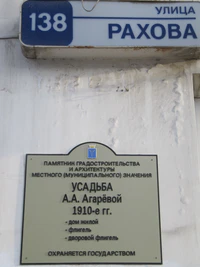 УЛИЦА
138 РАХОВА
ПАМЯТНИК ГРАДОСТРОИТЕЛЬСТВА
И АРХИТЕКТУРЫ
МЕСТНОГО (МУНИЦИПАЛЬНОГО) ЗНАЧЕНИЯ
УСАДЬБА
А.А. Агарёвой
1910-е гг.
- дом жилой
- флигель
- дворовой флигель
ОХРАНЯЕТСЯ ГОСУДАРСТВОМ